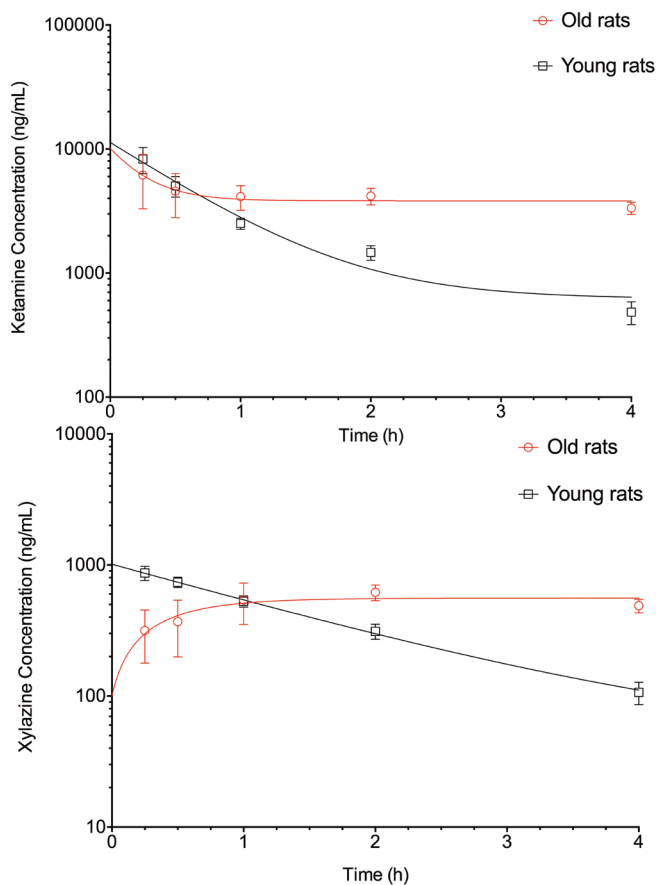 Old rats
Young rats
Ketamine Concentration (ng/mL)
100000
10000
1000
100
0
1
2
3
4
Time (h)
Old rats
Young rats
Xylazine Concentration (ng/mL)
10000
1000
100
10
0
1
2
3
4
Time (h)